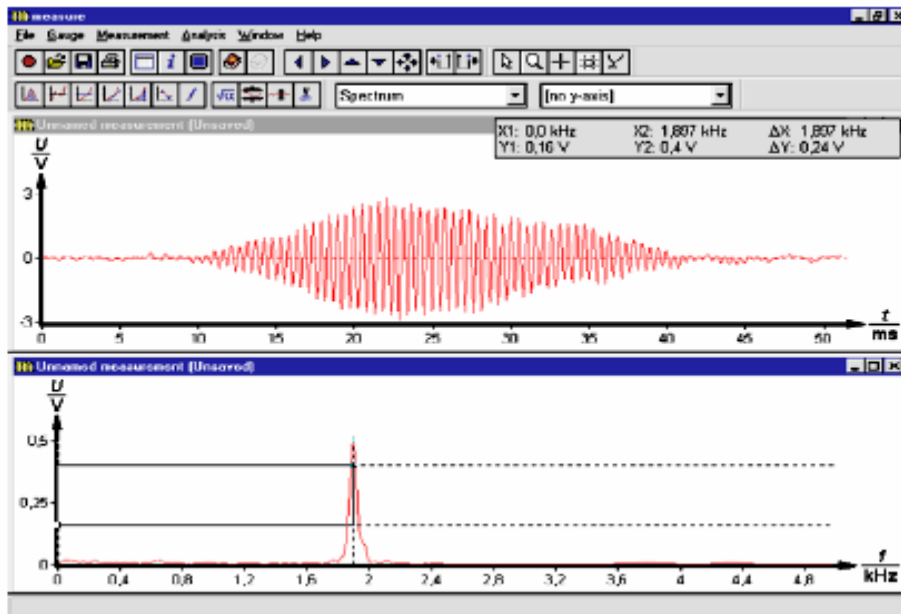 measure
File Gauge Measurement Analysis Window Help
Spectrum [no y-axis]
Unnamed measurement (Unsaved)
X1: 0,0 kHz X2: 1,897 kHz ΔX: 1,897 kHz
Y1: 0,16 V Y2: 0,4 V ΔY: 0,24 V
U
V
3
0
-3
0 5 10 15 20 25 30 35 40 45 50
t
ms
Unnamed measurement (Unsaved)
U
V
0,5
0,25
0
0 0,4 0,8 1,2 1,6 2 2,4 2,8 3,2 3,6 4 4,4 4,8
f
kHz